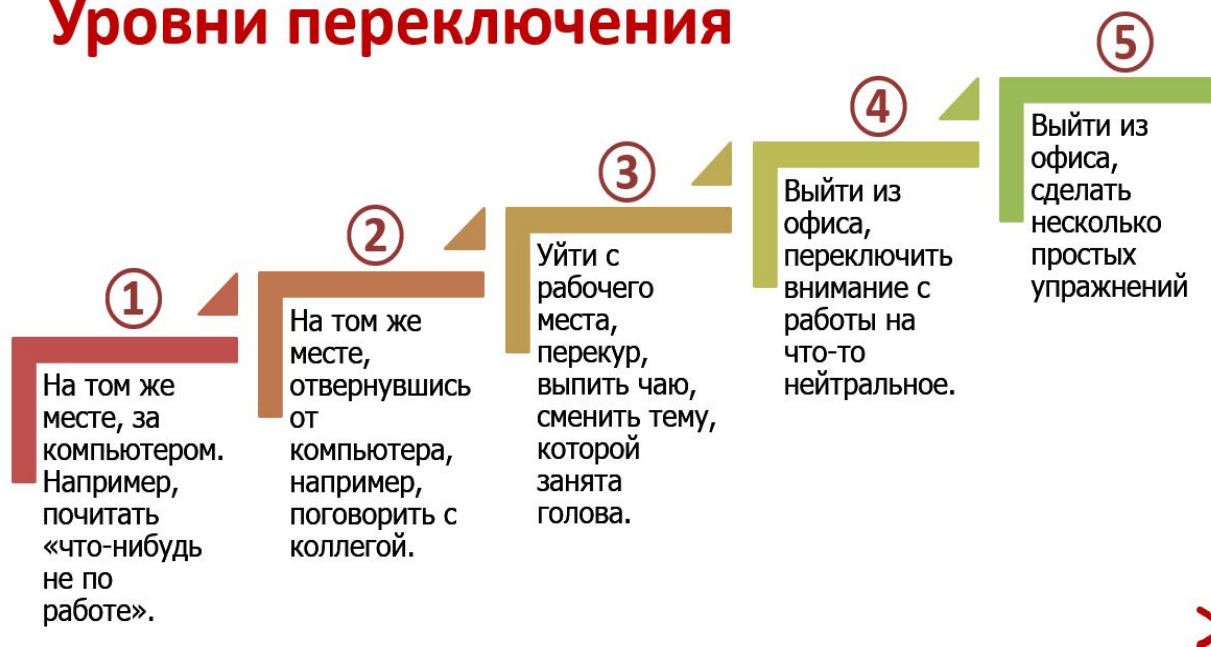 Уровни переключения
1
На том же
месте, за
компьютером.
Например,
почитать
«что-нибудь
не по
работе».
2
На том же
месте,
отвернувшись
от
компьютера,
например,
поговорить с
коллегой.
3
Уйти с
рабочего
места,
перекур,
выпить чаю,
сменить тему,
которой
занята
голова.
4
Выйти из
офиса,
переключить
внимание с
работы на
что-то
нейтральное.
5
Выйти из
офиса,
сделать
несколько
простых
упражнений